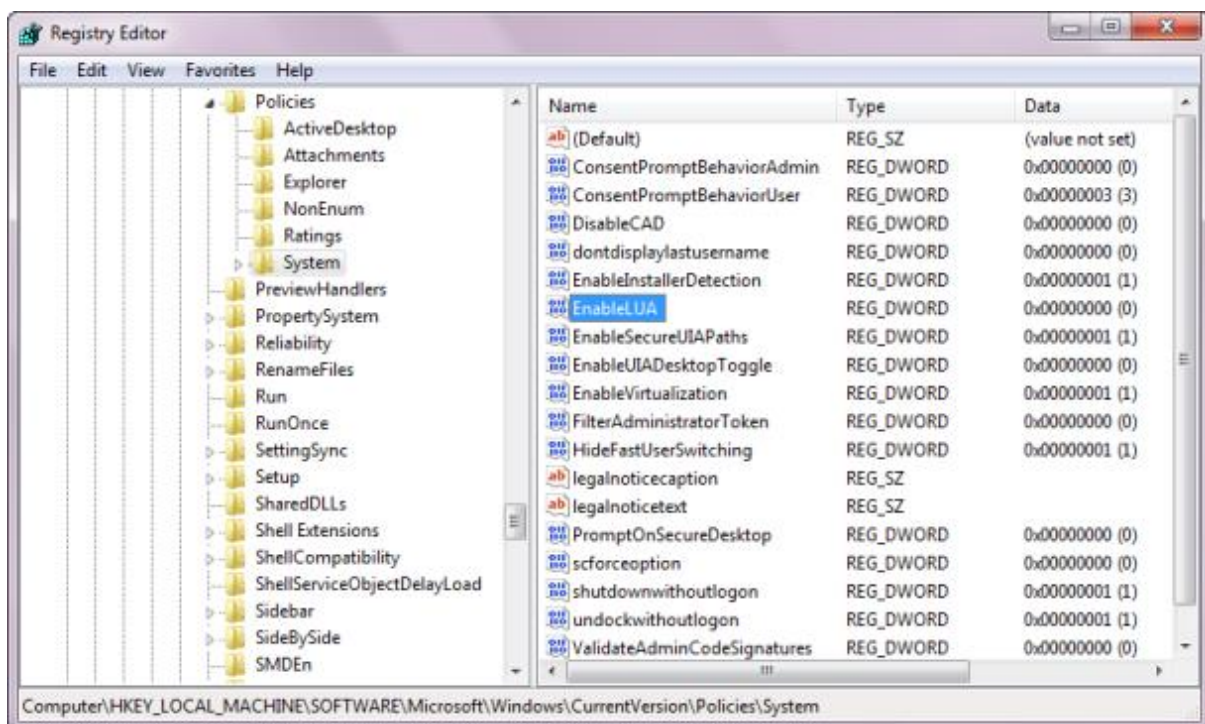 Registry Editor
File Edit View Favorites Help
Policies
ActiveDesktop
Attachments
Explorer
NonEnum
Ratings
System
PreviewHandlers
PropertySystem
Reliability
RenameFiles
Run
RunOnce
SettingSync
Setup
SharedDLLs
Shell Extensions
ShellCompatibility
ShellServiceObjectDelayLoad
Sidebar
SideBySide
SMDEn
Name Type Data
(Default) REG_SZ (value not set)
ConsentPromptBehaviorAdmin REG_DWORD 0x00000000 (0)
ConsentPromptBehaviorUser REG_DWORD 0x00000003 (3)
DisableCAD REG_DWORD 0x00000000 (0)
dontdisplaylastusername REG_DWORD 0x00000000 (0)
EnableInstallerDetection REG_DWORD 0x00000001 (1)
EnableLUA REG_DWORD 0x00000000 (0)
EnableSecureUIAPaths REG_DWORD 0x00000001 (1)
EnableUIADesktopToggle REG_DWORD 0x00000000 (0)
EnableVirtualization REG_DWORD 0x00000001 (1)
FilterAdministratorToken REG_DWORD 0x00000000 (0)
HideFastUserSwitching REG_DWORD 0x00000001 (1)
legalnoticecaption REG_SZ
legalnoticetext REG_SZ
PromptOnSecureDesktop REG_DWORD 0x00000000 (0)
scforceoption REG_DWORD 0x00000000 (0)
shutdownwithoutlogon REG_DWORD 0x00000001 (1)
undockwithoutlogon REG_DWORD 0x00000001 (1)
ValidateAdminCodeSignatures REG_DWORD 0x00000000 (0)
Computer\HKEY_LOCAL_MACHINE\SOFTWARE\Microsoft\Windows\CurrentVersion\Policies\System